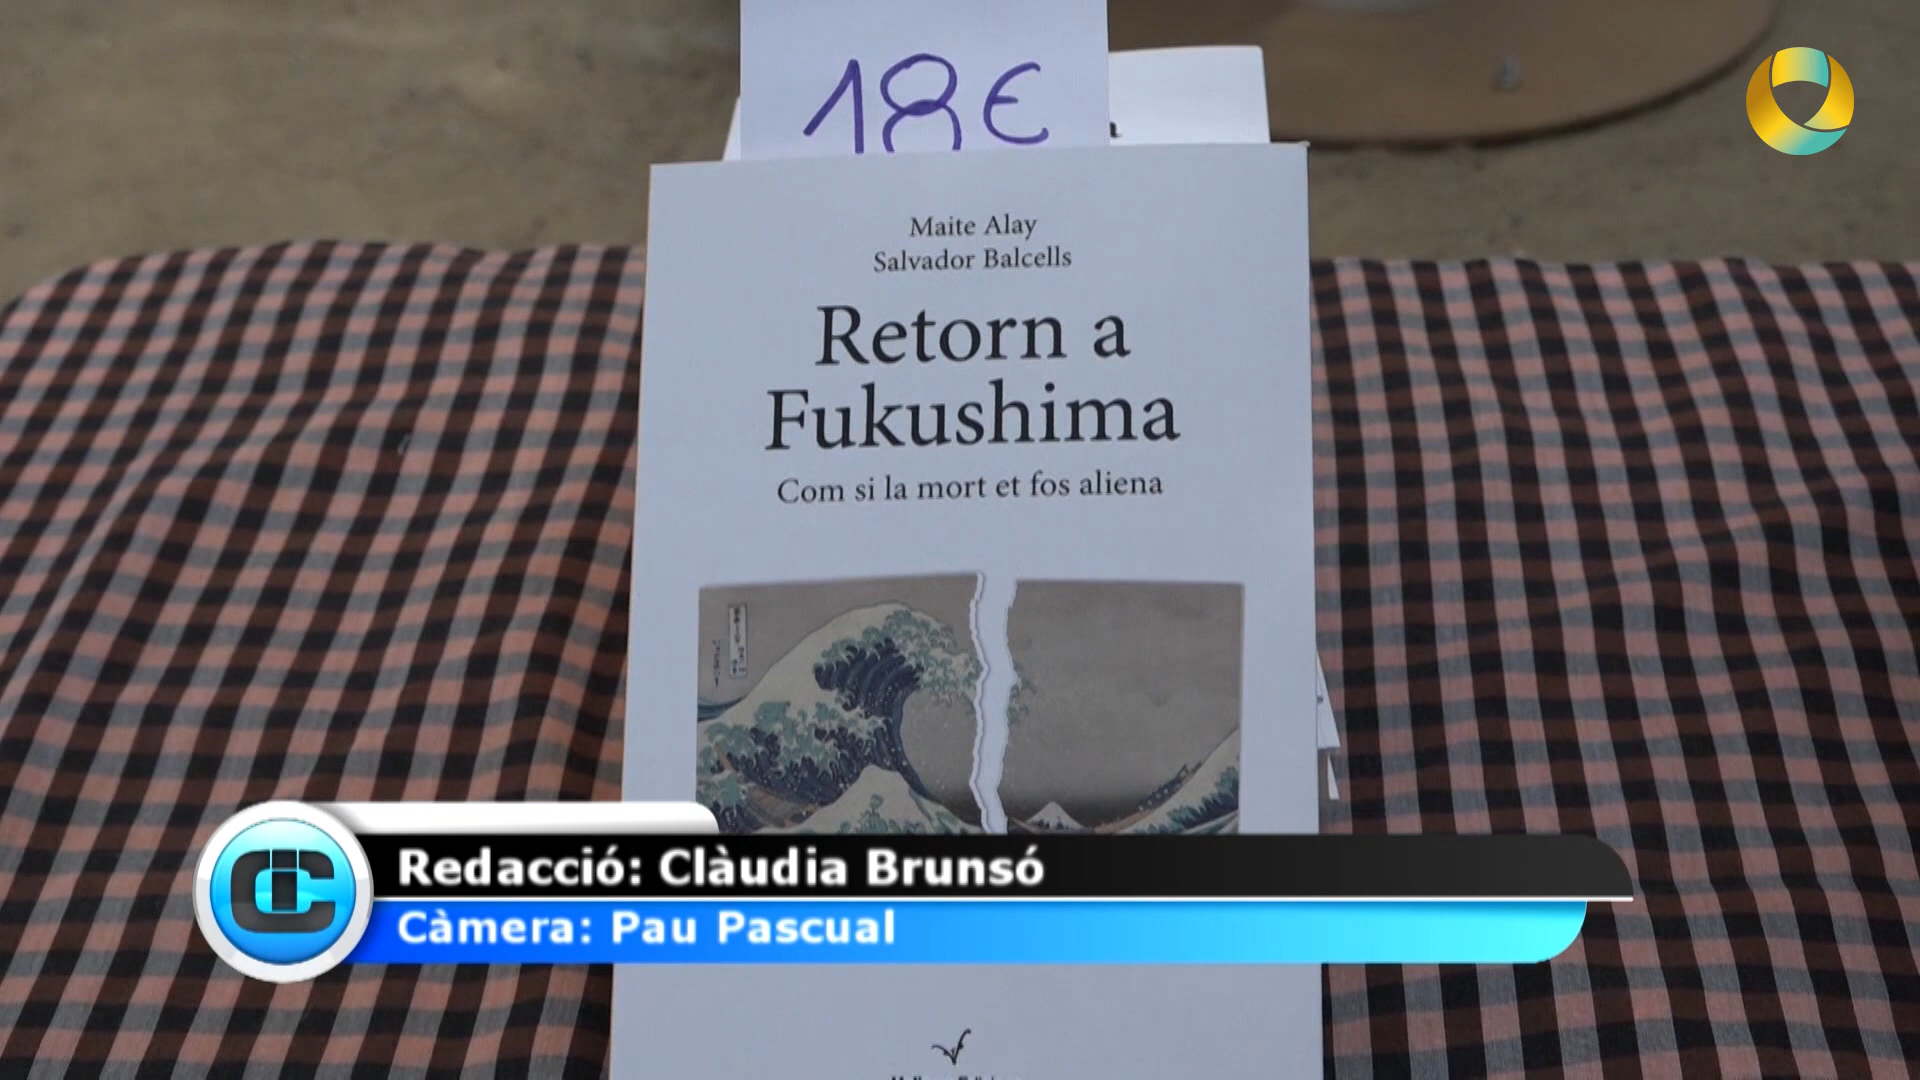 18€
Maite Alay
Salvador Balcells
Retorn a
Fukushima
Com si la mort et fos aliena
Redacció: Clàudia Brunsó
Càmera: Pau Pascual